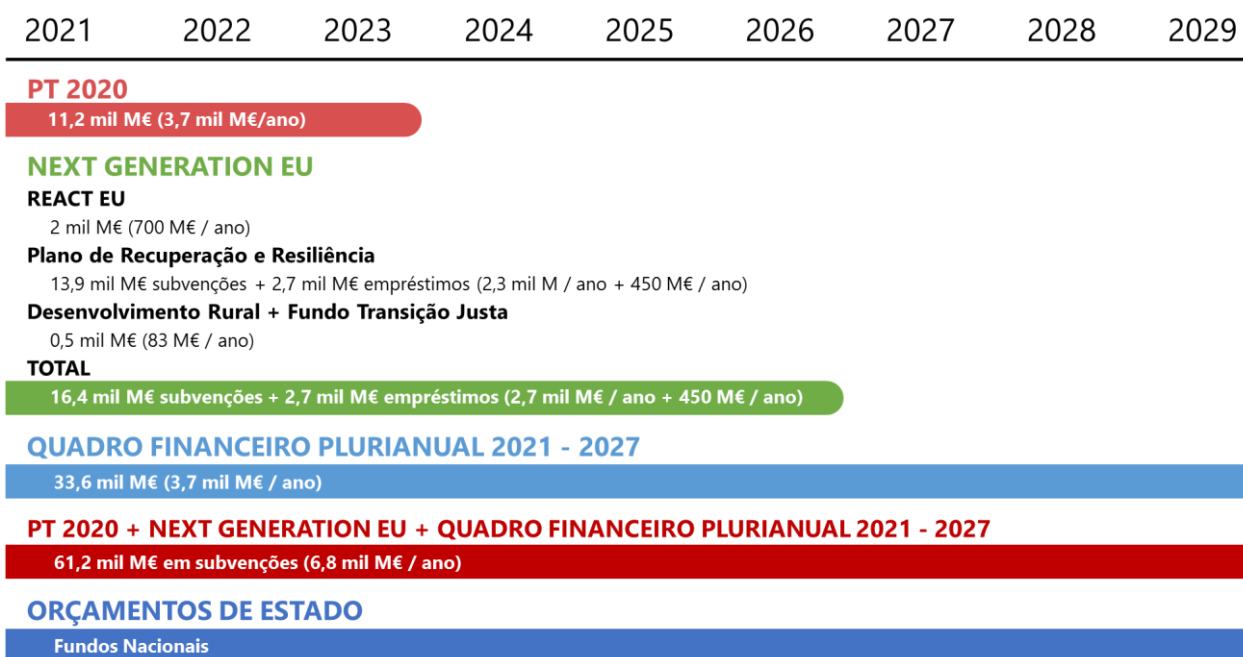 2021 2022 2023 2024 2025 2026 2027 2028 2029
PT 2020
11,2 mil M€ (3,7 mil M€/ano)
NEXT GENERATION EU
REACT EU
2 mil M€ (700 M€ / ano)
Plano de Recuperação e Resiliência
13,9 mil M€ subvenções + 2,7 mil M€ empréstimos (2,3 mil M / ano + 450 M€ / ano)
Desenvolvimento Rural + Fundo Transição Justa
0,5 mil M€ (83 M€ / ano)
TOTAL
16,4 mil M€ subvenções + 2,7 mil M€ empréstimos (2,7 mil M€ / ano + 450 M€ / ano)
QUADRO FINANCEIRO PLURIANUAL 2021 - 2027
33,6 mil M€ (3,7 mil M€ / ano)
PT 2020 + NEXT GENERATION EU + QUADRO FINANCEIRO PLURIANUAL 2021 - 2027
61,2 mil M€ em subvenções (6,8 mil M€ / ano)
ORÇAMENTOS DE ESTADO
Fundos Nacionais